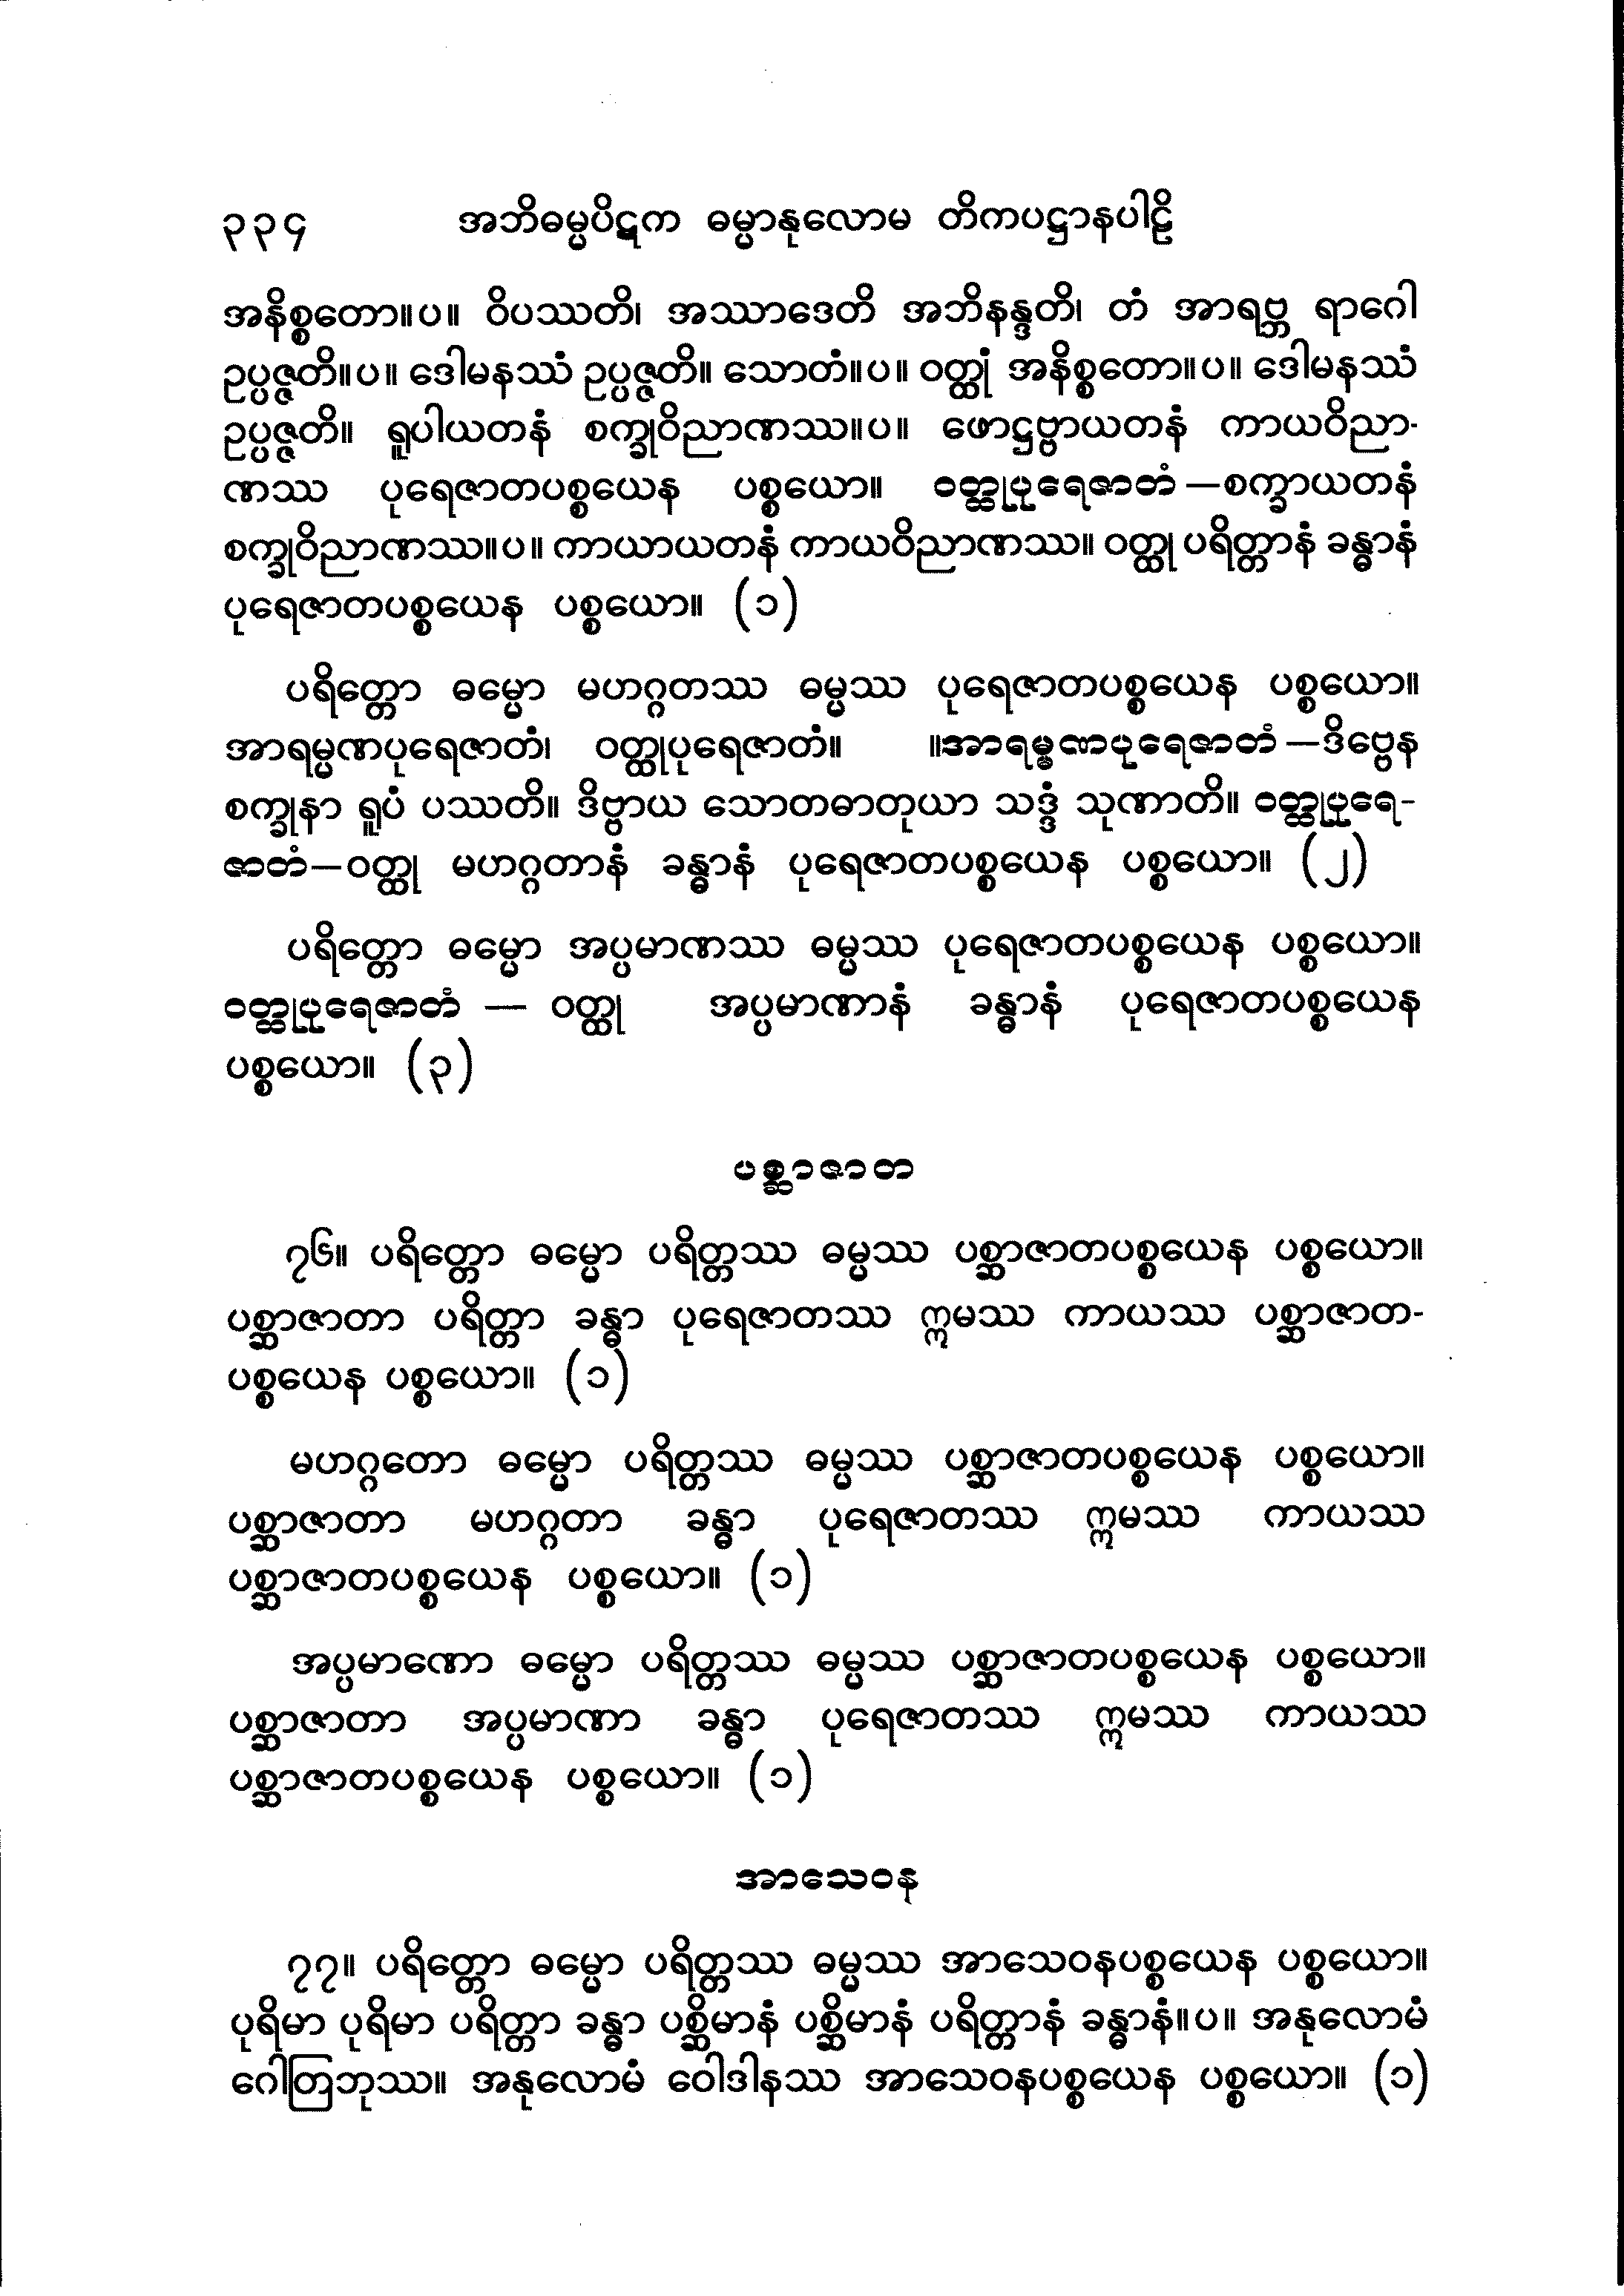 ၃၃၄ အဘိဓမ္မပိဋက ဓမ္မာနုလောမ တိကပဋ္ဌာနပါဠိ
အနိစ္စတော။ပ။ ဝိပဿတိ၊ အဿာဒေတိ အဘိနန္ဒတိ၊ တံ အာရဗ္ဘ ရာဂေါ
ဥပ္ပဇ္ဇတိ။ပ။ ဒေါမနဿံ ဥပ္ပဇ္ဇတိ။ သောတံ။ပ။ ဝတ္ထုံ အနိစ္စတော။ပ။ ဒေါမနဿံ
ဥပ္ပဇ္ဇတိ။ ရူပါယတနံ စက္ခုဝိညာဏဿ။ပ။ ဖောဋ္ဌဗ္ဗာယတနံ ကာယဝိညာ-
ဏဿ ပုရေဇာတပစ္စယေန ပစ္စယော။ ဝတ္ထုပုရေဇာတံ—စက္ခာယတနံ
စက္ခုဝိညာဏဿ။ပ။ ကာယာယတနံ ကာယဝိညာဏဿ။ ဝတ္ထု ပရိတ္တာနံ ခန္ဓာနံ
ပုရေဇာတပစ္စယေန ပစ္စယော။ (၁)
ပရိတ္တော ဓမ္မော မဟဂ္ဂတဿ ဓမ္မဿ ပုရေဇာတပစ္စယေန ပစ္စယော။
အာရမ္မဏပုရေဇာတံ၊ ဝတ္ထုပုရေဇာတံ။ ။အာရမ္မဏပုရေဇာတံ—ဒိဗ္ဗေန
စက္ခုနာ ရူပံ ပဿတိ။ ဒိဗ္ဗာယ သောတဓာတုယာ သဒ္ဒံ သုဏာတိ။ ဝတ္ထုပုရေ-
ဇာတံ—ဝတ္ထု မဟဂ္ဂတာနံ ခန္ဓာနံ ပုရေဇာတပစ္စယေန ပစ္စယော။ (၂)
ပရိတ္တော ဓမ္မော အပ္ပမာဏဿ ဓမ္မဿ ပုရေဇာတပစ္စယေန ပစ္စယော။
ဝတ္ထုပုရေဇာတံ — ဝတ္ထု အပ္ပမာဏာနံ ခန္ဓာနံ ပုရေဇာတပစ္စယေန
ပစ္စယော။ (၃)
ပစ္ဆာဇာတ
၇၆။ ပရိတ္တော ဓမ္မော ပရိတ္တဿ ဓမ္မဿ ပစ္ဆာဇာတပစ္စယေန ပစ္စယော။
ပစ္ဆာဇာတာ ပရိတ္တာ ခန္ဓာ ပုရေဇာတဿ ဣမဿ ကာယဿ ပစ္ဆာဇာတ-
ပစ္စယေန ပစ္စယော။ (၁)
မဟဂ္ဂတော ဓမ္မော ပရိတ္တဿ ဓမ္မဿ ပစ္ဆာဇာတပစ္စယေန ပစ္စယော။
ပစ္ဆာဇာတာ မဟဂ္ဂတာ ခန္ဓာ ပုရေဇာတဿ ဣမဿ ကာယဿ
ပစ္ဆာဇာတပစ္စယေန ပစ္စယော။ (၁)
အပ္ပမာဏော ဓမ္မော ပရိတ္တဿ ဓမ္မဿ ပစ္ဆာဇာတပစ္စယေန ပစ္စယော။
ပစ္ဆာဇာတာ အပ္ပမာဏာ ခန္ဓာ ပုရေဇာတဿ ဣမဿ ကာယဿ
ပစ္ဆာဇာတပစ္စယေန ပစ္စယော။ (၁)
အာသေဝန
၇၇။ ပရိတ္တော ဓမ္မော ပရိတ္တဿ ဓမ္မဿ အာသေဝနပစ္စယေန ပစ္စယော။
ပုရိမာ ပုရိမာ ပရိတ္တာ ခန္ဓာ ပစ္ဆိမာနံ ပစ္ဆိမာနံ ပရိတ္တာနံ ခန္ဓာနံ။ပ။ အနုလောမံ
ဂေါတြဘုဿ။ အနုလောမံ ဝေါဒါနဿ အာသေဝနပစ္စယေန ပစ္စယော။ (၁)